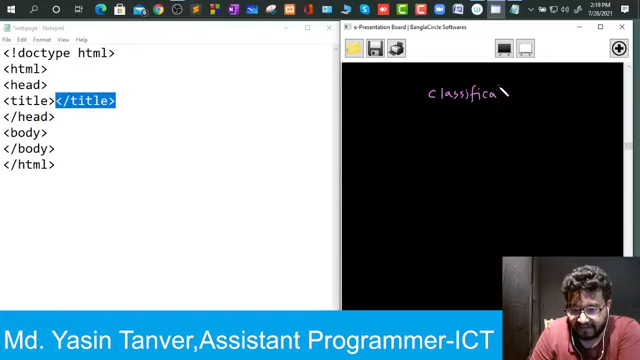 *webpage - Notepad
File Edit Format View Help
<!doctype html>
<html>
<head>
<title></title>
</head>
<body>
</body>
</html>
e-Presentation Board | BanglaCircle Softwares
classifica
2:19 PM
7/28/2021
Md. Yasin Tanver,Assistant Programmer-ICT